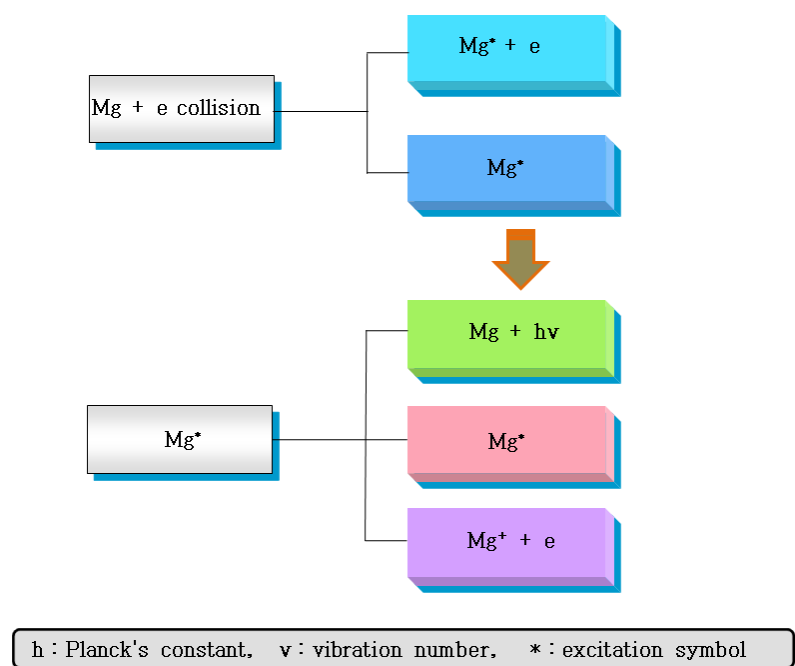 Mg* + e
Mg + e collision
Mg*
Mg + hv
Mg*
Mg*
Mg⁺ + e
h : Planck's constant, v : vibration number, * : excitation symbol